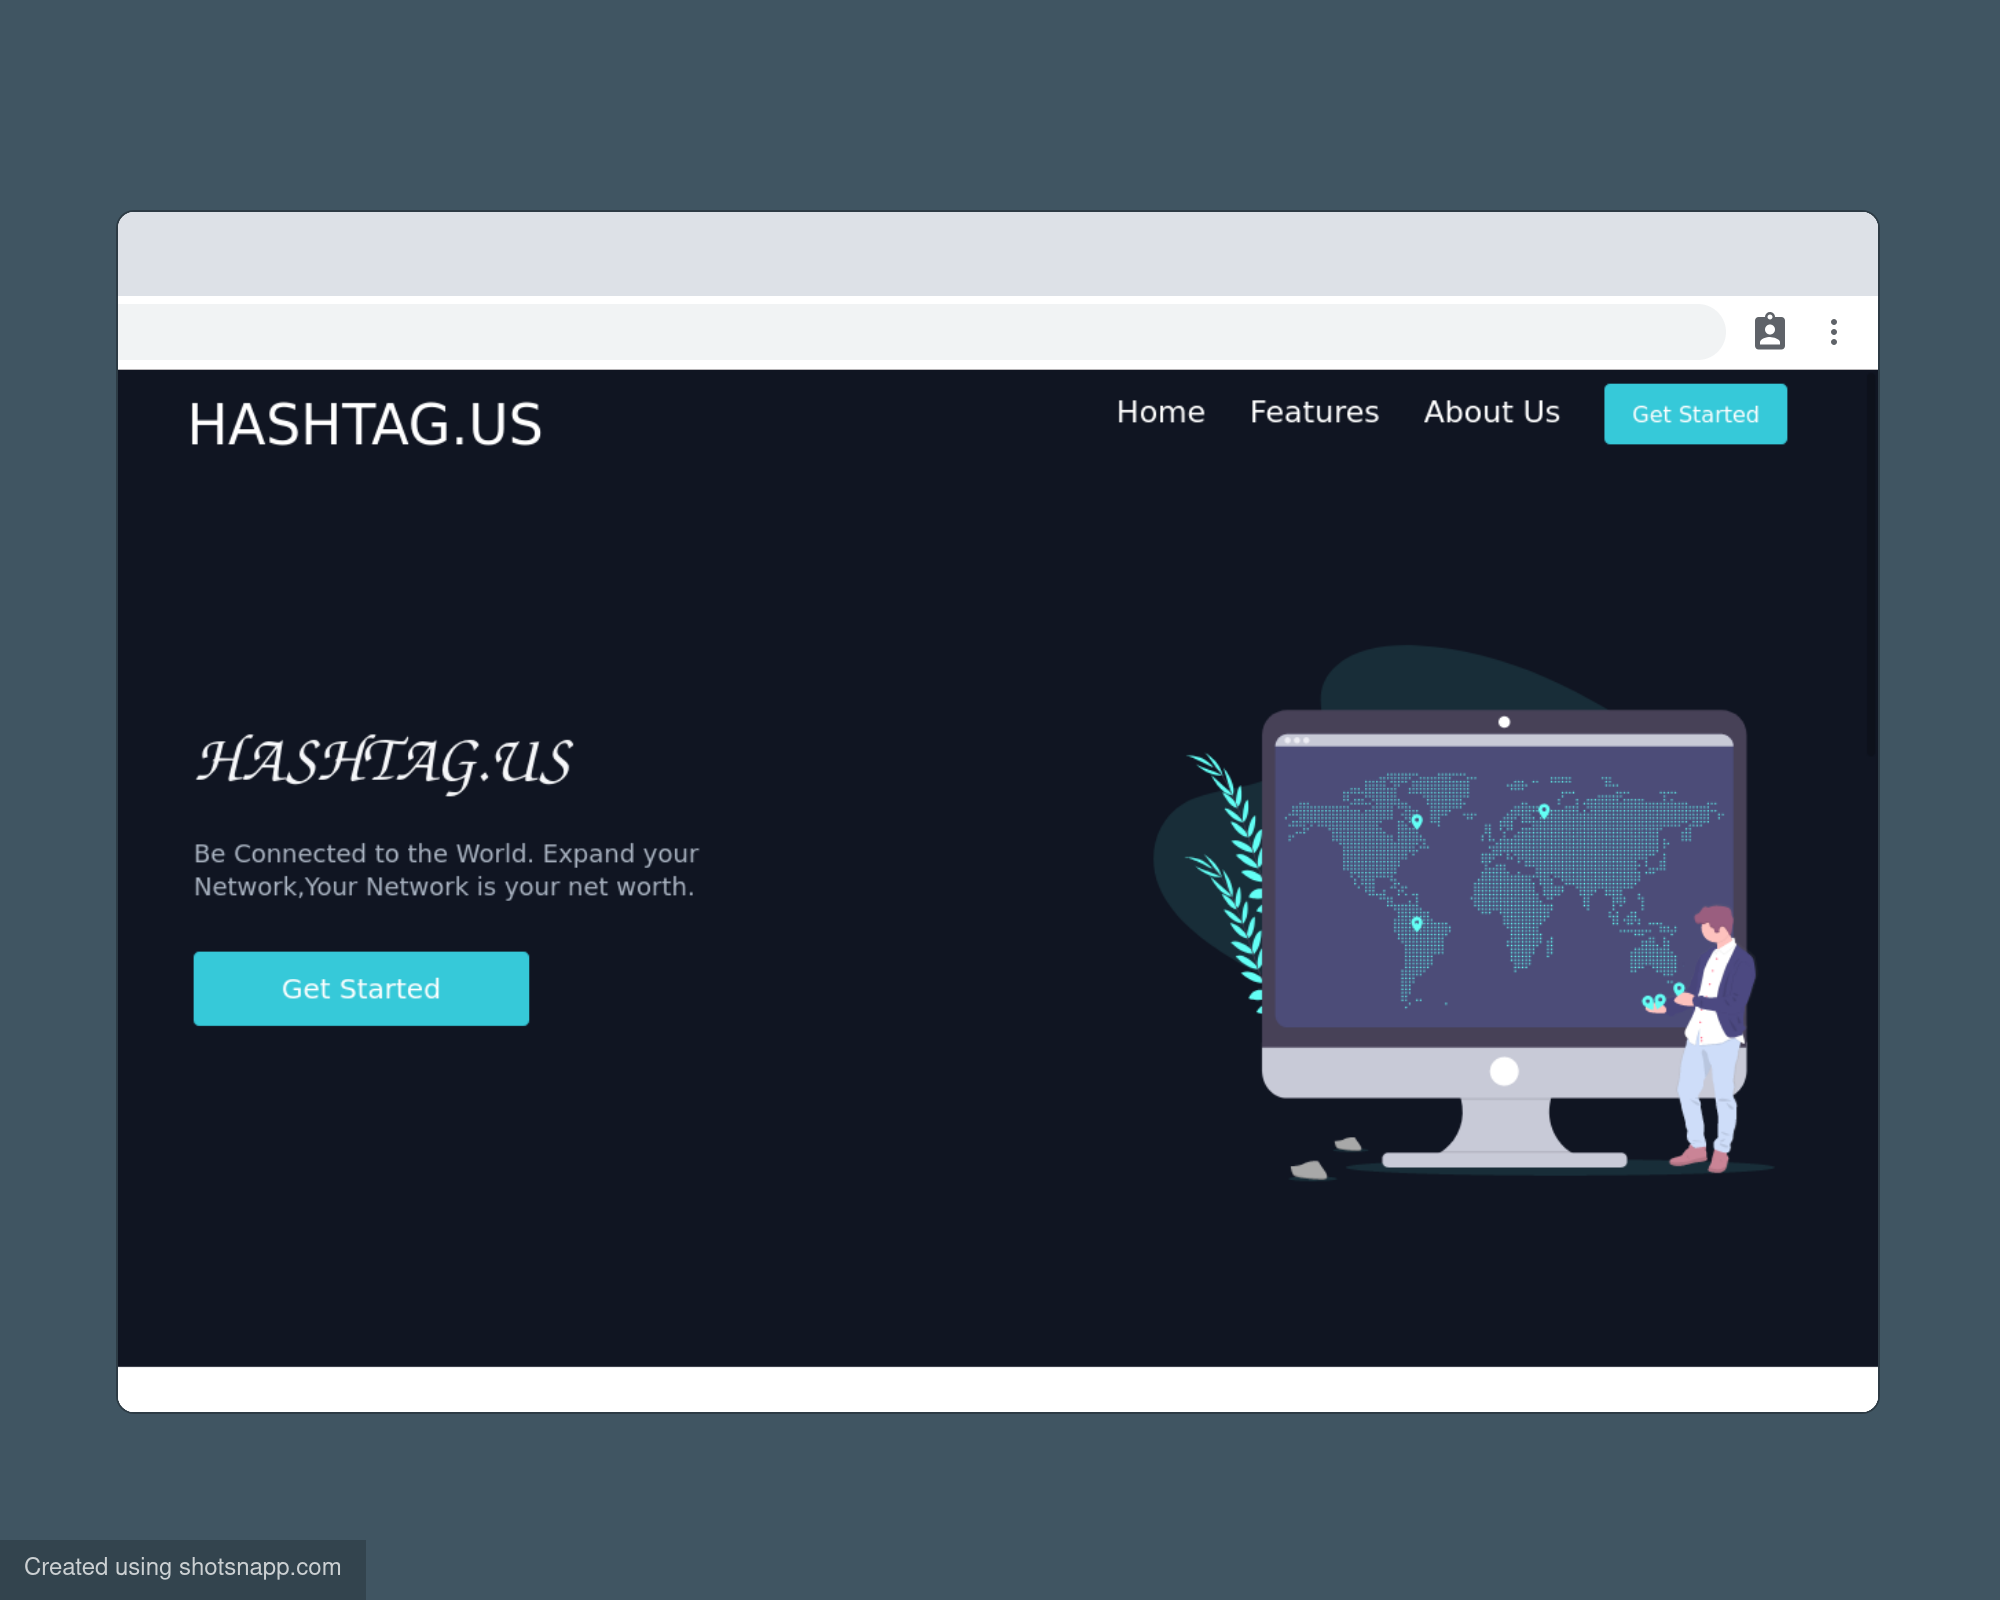 HASHTAG.US
Home Features About Us Get Started
HASHTAG.US
Be Connected to the World. Expand your
Network,Your Network is your net worth.
Get Started
Created using shotsnapp.com